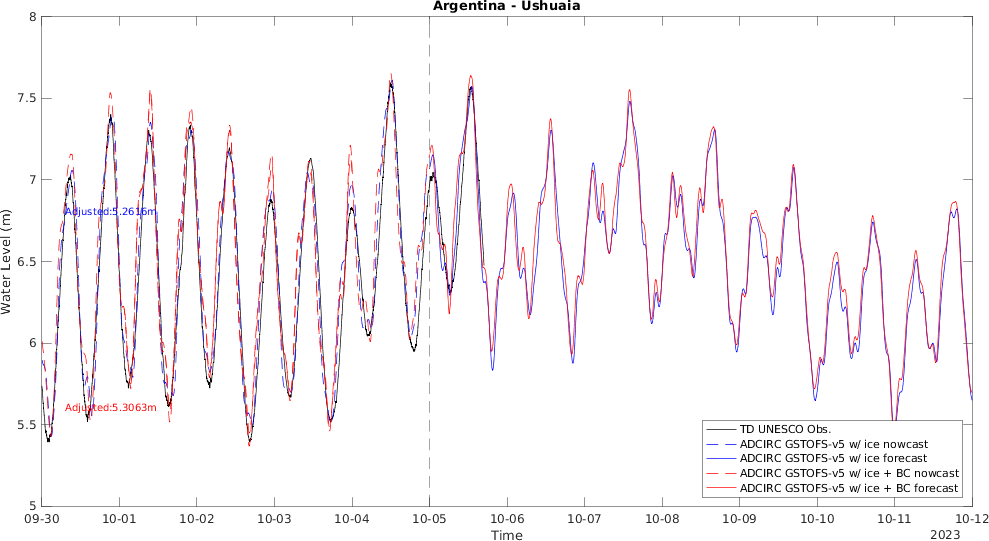 Argentina - Ushuaia
8
7.5
7
6.5
6
5.5
5
Water Level (m)
Adjusted:5.2616m
Adjusted:5.3063m
TD UNESCO Obs.
ADCIRC GSTOFS-v5 w/ ice nowcast
ADCIRC GSTOFS-v5 w/ ice forecast
ADCIRC GSTOFS-v5 w/ ice + BC nowcast
ADCIRC GSTOFS-v5 w/ ice + BC forecast
09-30 10-01 10-02 10-03 10-04 10-05 10-06 10-07 10-08 10-09 10-10 10-11 10-12
Time
2023